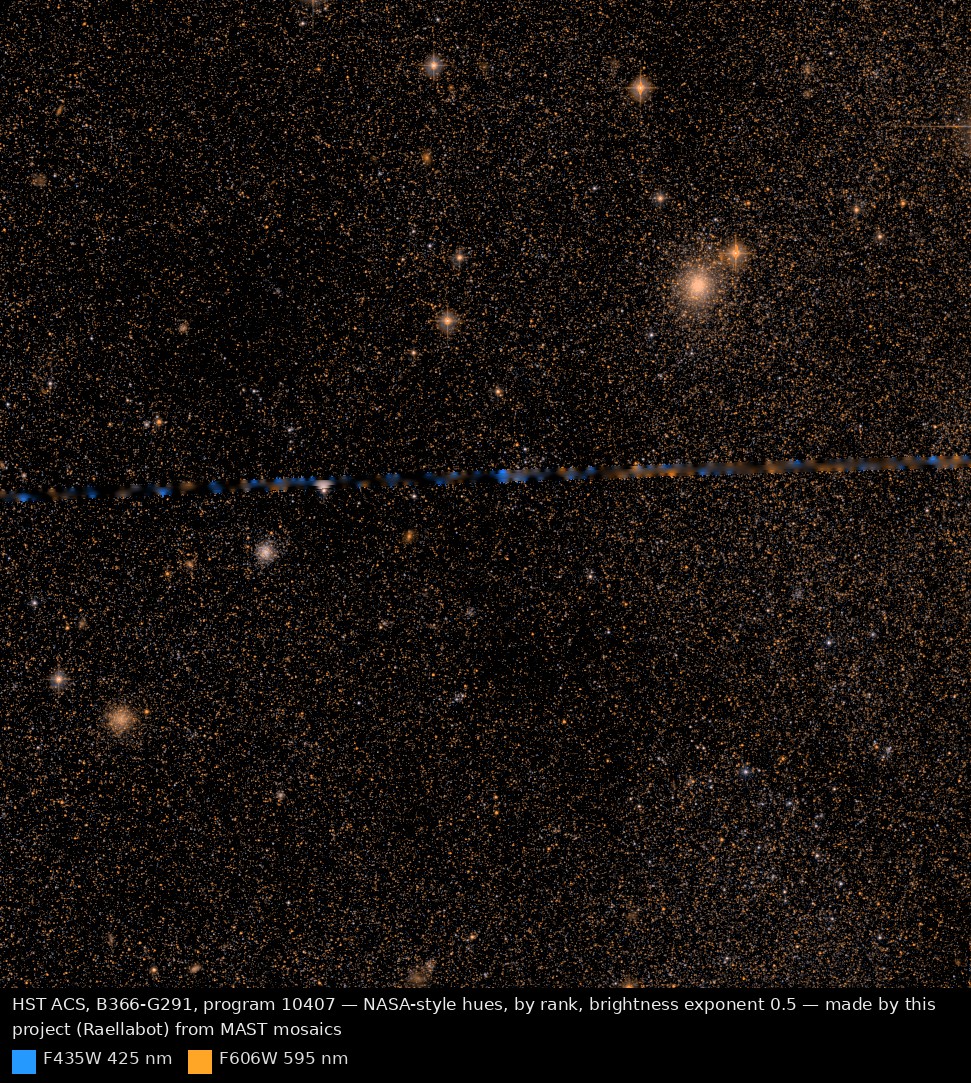 HST ACS, B366-G291, program 10407 — NASA-style hues, by rank, brightness exponent 0.5 — made by this
project (Raellabot) from MAST mosaics
F435W 425 nm F606W 595 nm